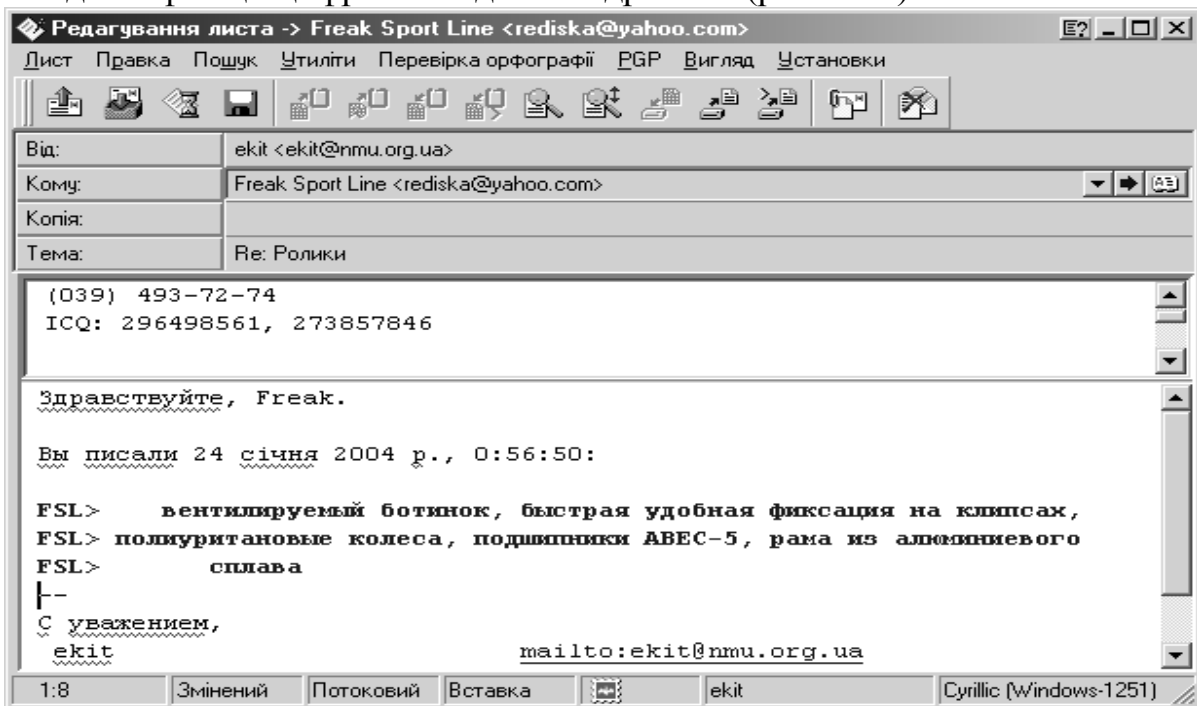 Редагування листа -> Freak Sport Line <rediska@yahoo.com>
Лист Правка Пошук Утиліти Перевірка орфографії PGP Вигляд Установки
Від: ekit <ekit@nmu.org.ua>
Кому: Freak Sport Line <rediska@yahoo.com>
Копія:
Тема: Re: Ролики
(039) 493-72-74
ICQ: 296498561, 273857846
Здравствуйте, Freak.
Вы писали 24 січня 2004 р., 0:56:50:
FSL> вентилируемый ботинок, быстрая удобная фиксация на клипсах,
FSL> полиуритановые колеса, подшипники ABEC-5, рама из алюминиевого
FSL> сплава
--
С уважением,
ekit mailto:ekit@nmu.org.ua
1:8 Змінений Потоковий Вставка ekit Cyrillic (Windows-1251)